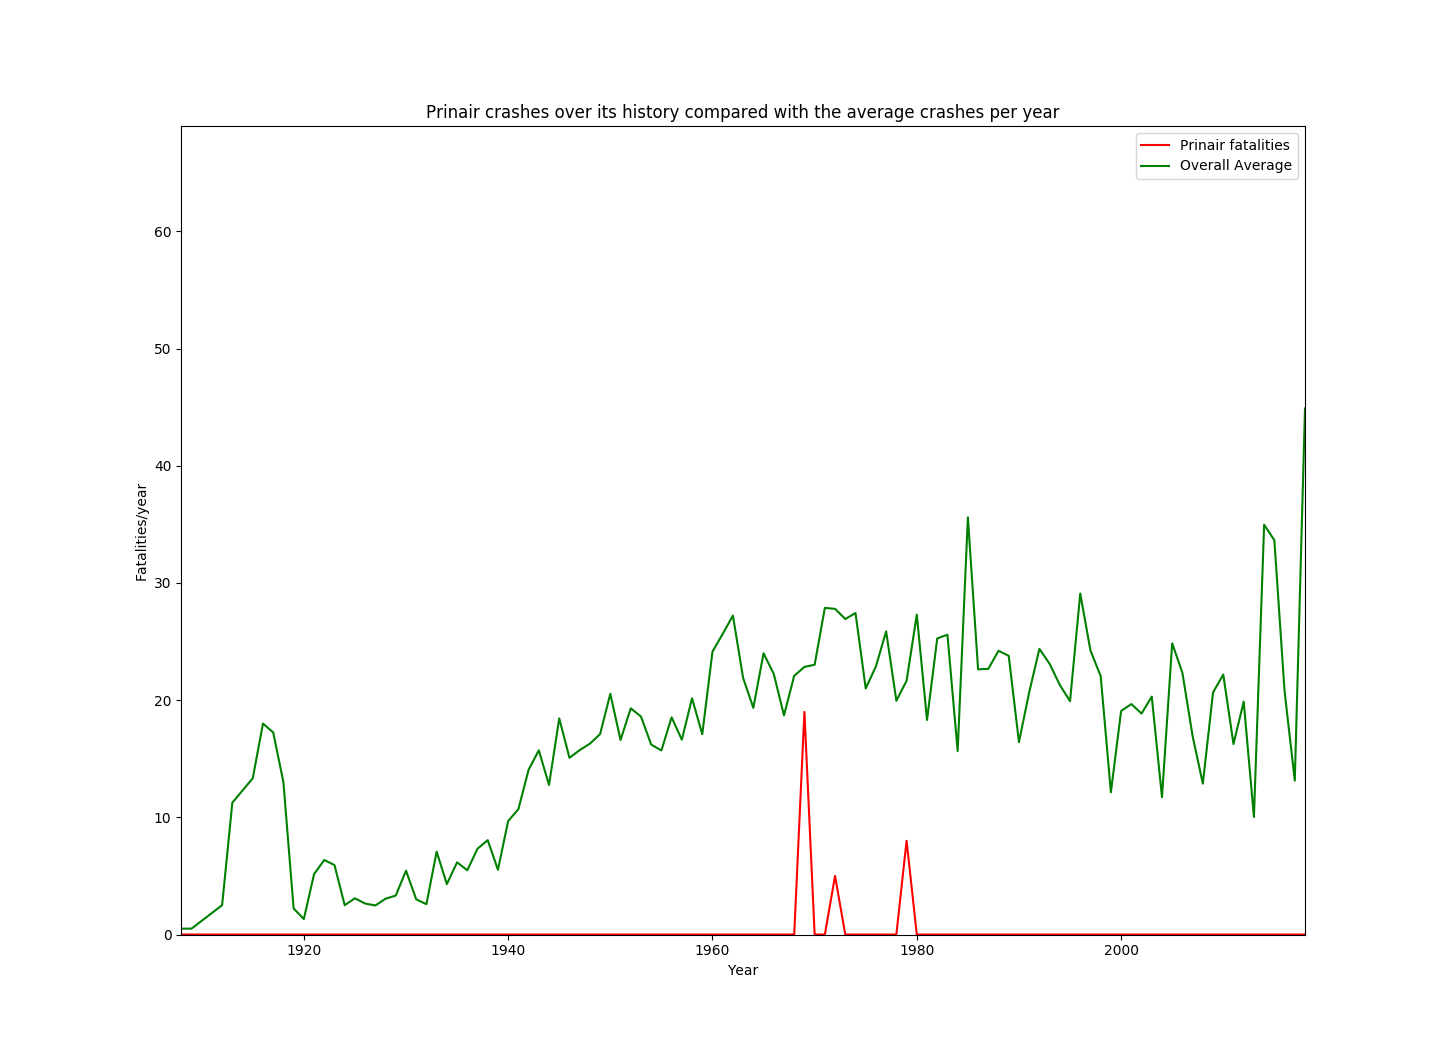 Prinair crashes over its history compared with the average crashes per year
Prinair fatalities
Overall Average
60
50
40
30
20
10
0
Fatalities/year
1920 1940 1960 1980 2000
Year